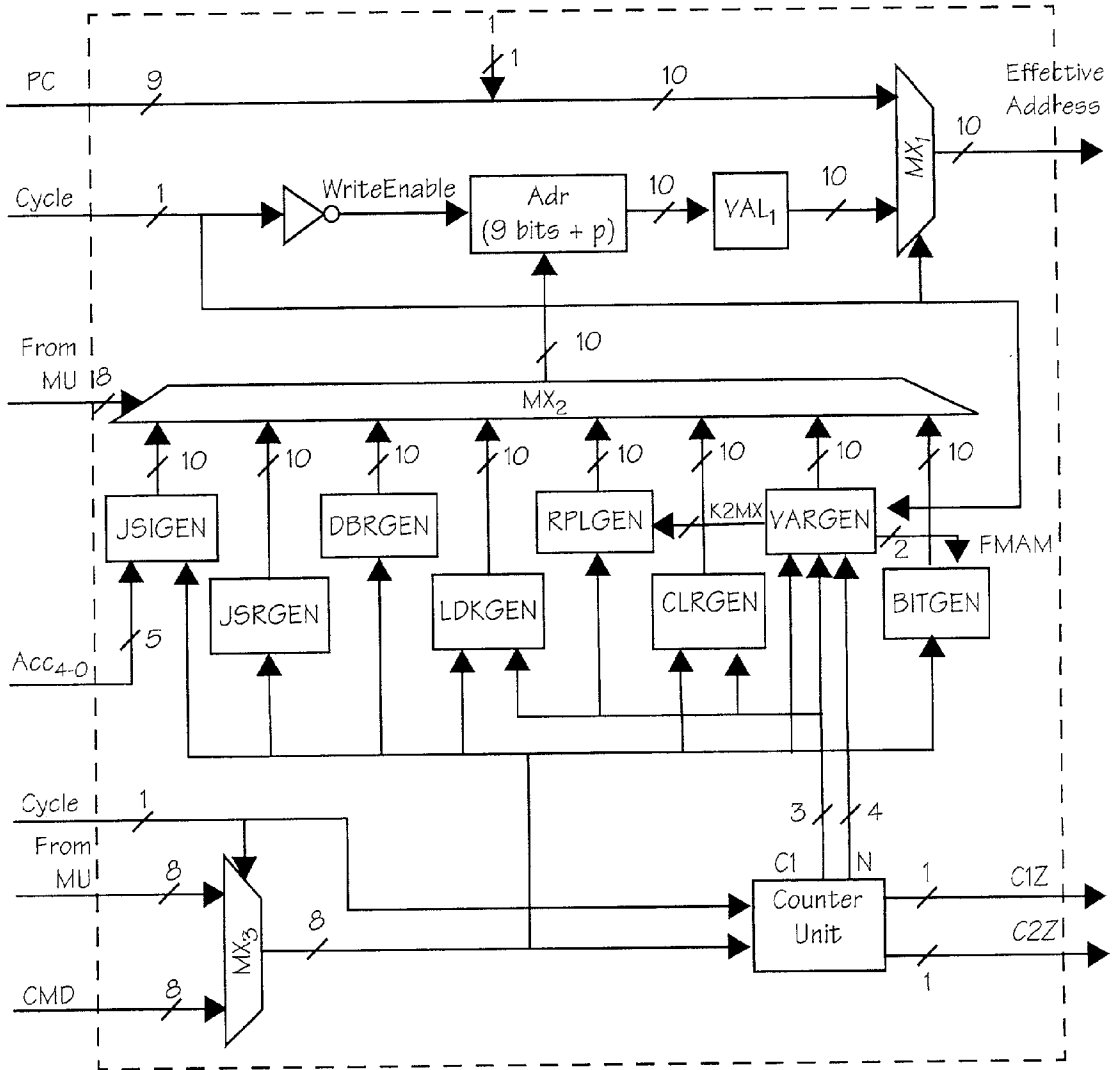 1
PC
9
1
10
Effective
Address
MX1
10
Cycle
1
WriteEnable
Adr
(9 bits + p)
10
VAL1
10
From
MU
8
10
MX2
10
10
10
10
10
10
10
10
JSIGEN
DBRGEN
RPLGEN
K2MX
VARGEN
2
FMAM
JSRGEN
LDKGEN
CLRGEN
BITGEN
Acc4-0
5
Cycle
1
3
4
From
MU
8
C1
N
1
C1Z
MX3
8
Counter
Unit
C2Z
1
CMD
8